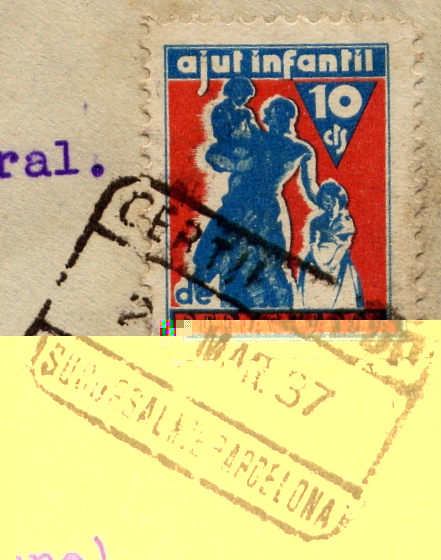 ajut infantil
10
cts
ral.
de
CERTIF
MAR. 37
SUCURSAL
BARCELONA